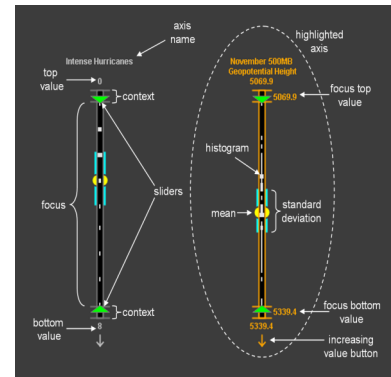 axis
name
highlighted
axis
Intense Hurricanes
November 500MB
Geopotential Height
top
value
0
5069.9
context
5069.9
focus top
value
histogram
focus
sliders
mean
standard
deviation
context
focus bottom
value
5339.4
bottom
value
8
5339.4
increasing
value button